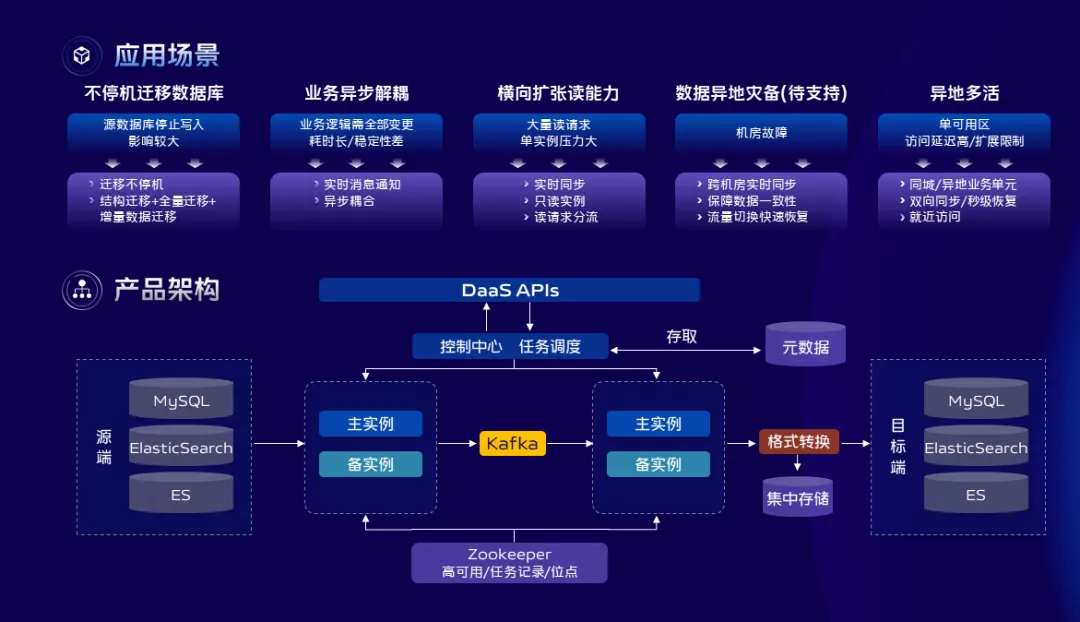 应用场景
不停机迁移数据库
源数据库停止写入
影响较大
迁移不停机
结构迁移+全量迁移+
增量数据迁移
业务异步解耦
业务逻辑需全部变更
耗时长/稳定性差
实时消息通知
异步耦合
横向扩张读能力
大量读请求
单实例压力大
实时同步
只读实例
读请求分流
数据异地灾备(待支持)
机房故障
跨机房实时同步
保障数据一致性
流量切换快速恢复
异地多活
单可用区
访问延迟高/扩展限制
同城/异地业务单元
双向同步/秒级恢复
就近访问
产品架构
DaaS APIs
控制中心 任务调度
存取
元数据
源端
MySQL
ElasticSearch
ES
主实例
备实例
Kafka
主实例
备实例
格式转换
集中存储
目标端
MySQL
ElasticSearch
ES
Zookeeper
高可用/任务记录/位点